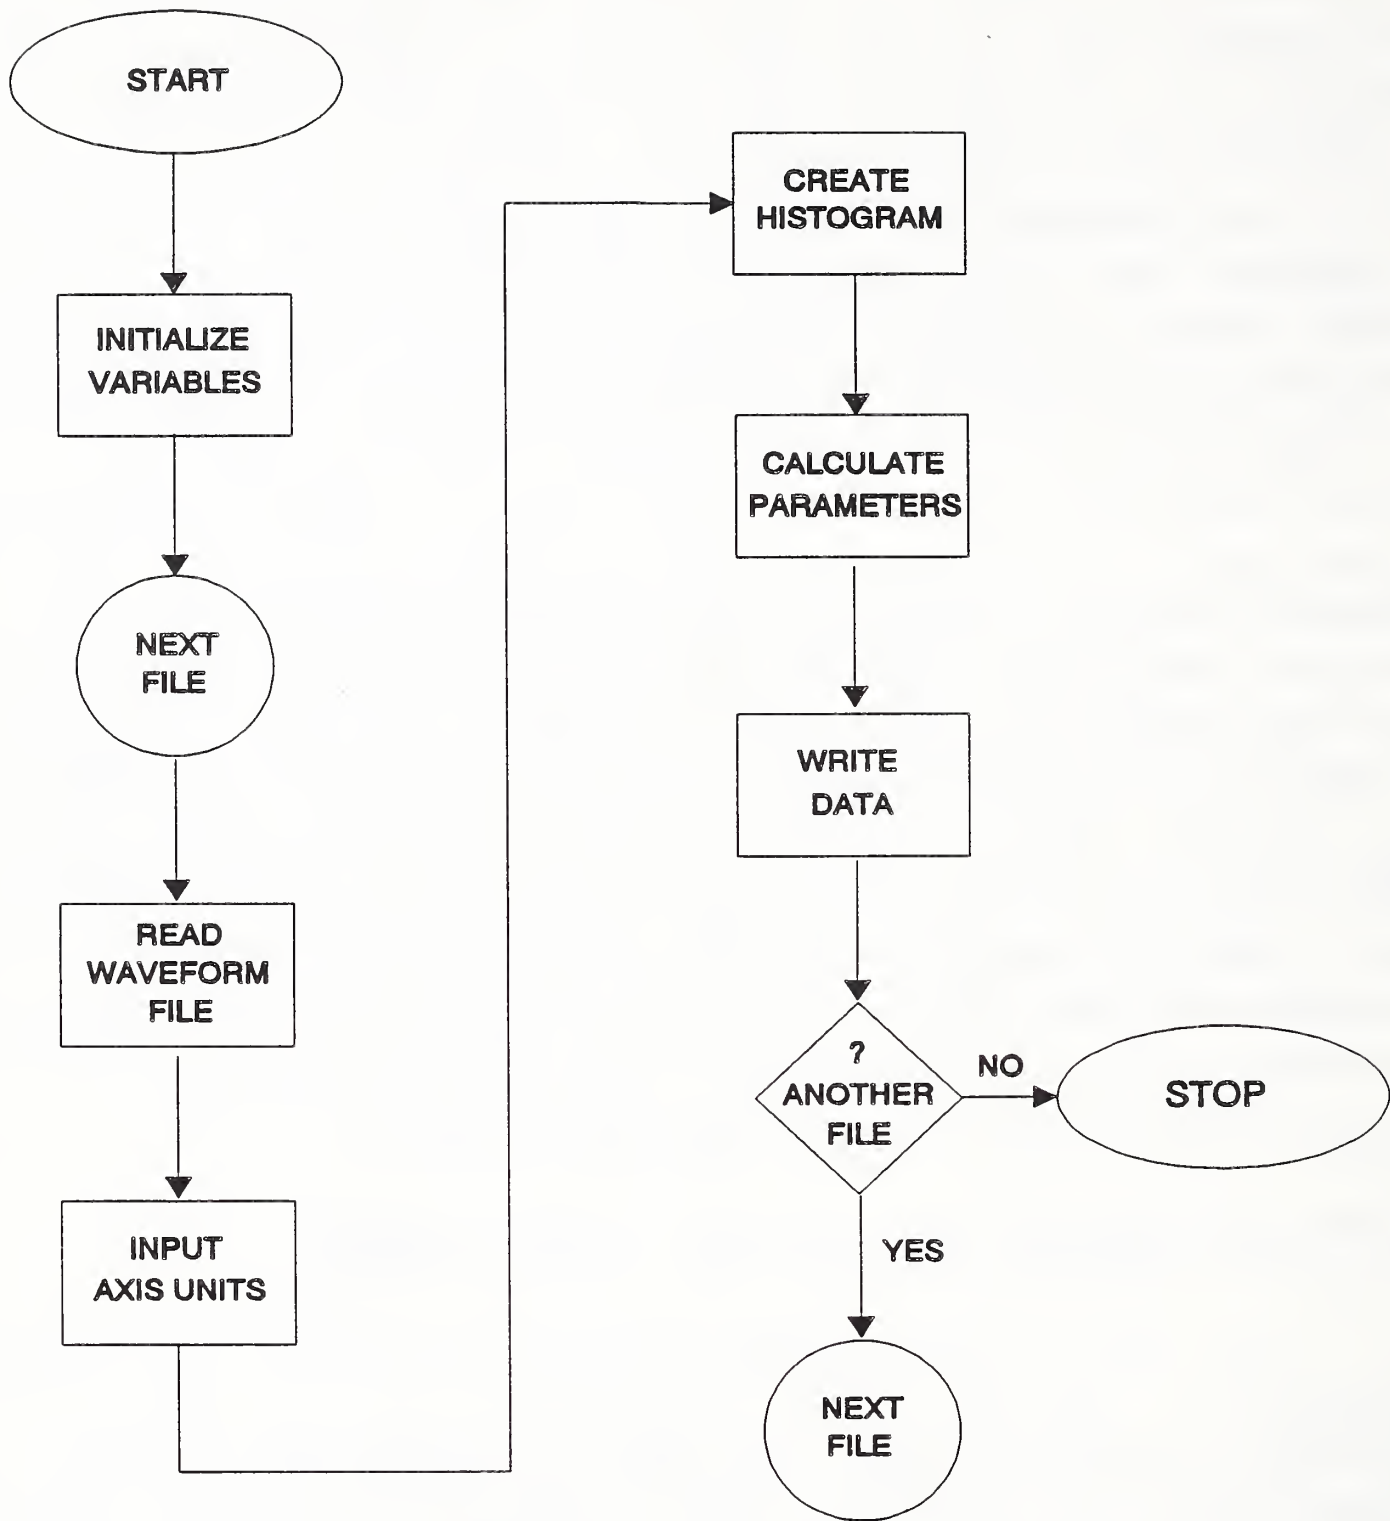 START
INITIALIZE
VARIABLES
NEXT
FILE
READ
WAVEFORM
FILE
INPUT
AXIS UNITS
CREATE
HISTOGRAM
CALCULATE
PARAMETERS
WRITE
DATA
?
ANOTHER
FILE
NO
STOP
YES
NEXT
FILE